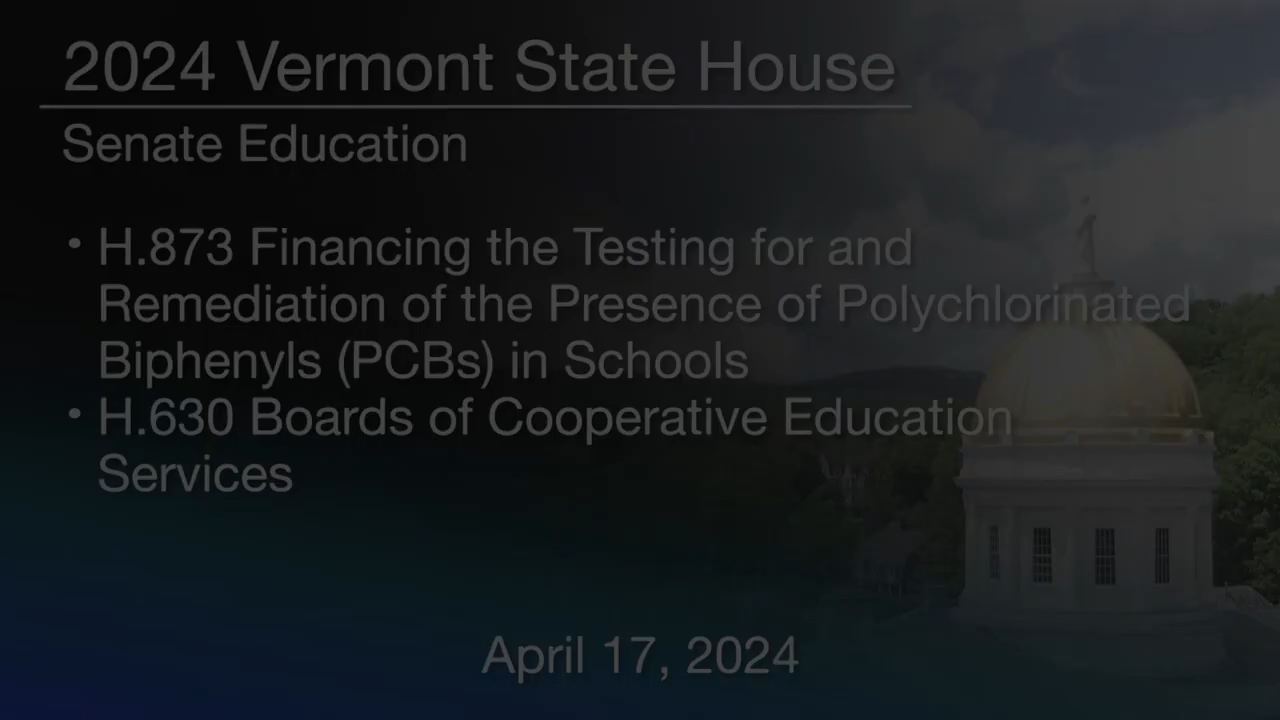 2024 Vermont State House
Senate Education
• H.873 Financing the Testing for and
Remediation of the Presence of Polychlorinated
Biphenyls (PCBs) in Schools
• H.630 Boards of Cooperative Education
Services
April 17, 2024